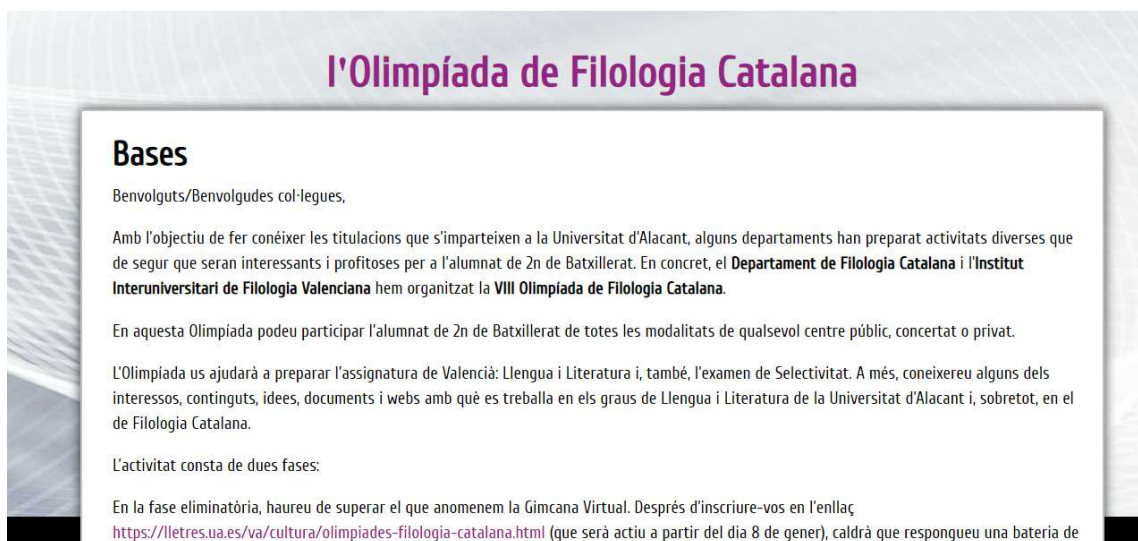 l'Olimpíada de Filologia Catalana
Bases
Benvolguts/Benvolgudes col·legues,
Amb l'objectiu de fer conéixer les titulacions que s'imparteixen a la Universitat d'Alacant, alguns departaments han preparat activitats diverses que
de segur que seran interessants i profitoses per a l'alumnat de 2n de Batxillerat. En concret, el Departament de Filologia Catalana i l'Institut
Interuniversitari de Filologia Valenciana hem organitzat la VIII Olimpíada de Filologia Catalana.
En aquesta Olimpíada podeu participar l'alumnat de 2n de Batxillerat de totes les modalitats de qualsevol centre públic, concertat o privat.
L'Olimpíada us ajudarà a preparar l'assignatura de Valencià: Llengua i Literatura i, també, l'examen de Selectivitat. A més, coneixereu alguns dels
interessos, continguts, idees, documents i webs amb què es treballa en els graus de Llengua i Literatura de la Universitat d'Alacant i, sobretot, en el
de Filologia Catalana.
L'activitat consta de dues fases:
En la fase eliminatòria, haureu de superar el que anomenem la Gimcana Virtual. Després d'inscriure-vos en l'enllaç
https://lletres.ua.es/va/cultura/olimpiades-filologia-catalana.html (que serà actiu a partir del dia 8 de gener), caldrà que respongueu una bateria de